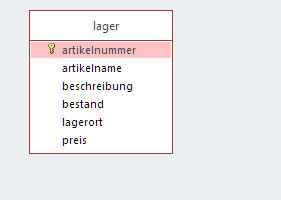 lager
artikelnummer
artikelname
beschreibung
bestand
lagerort
preis